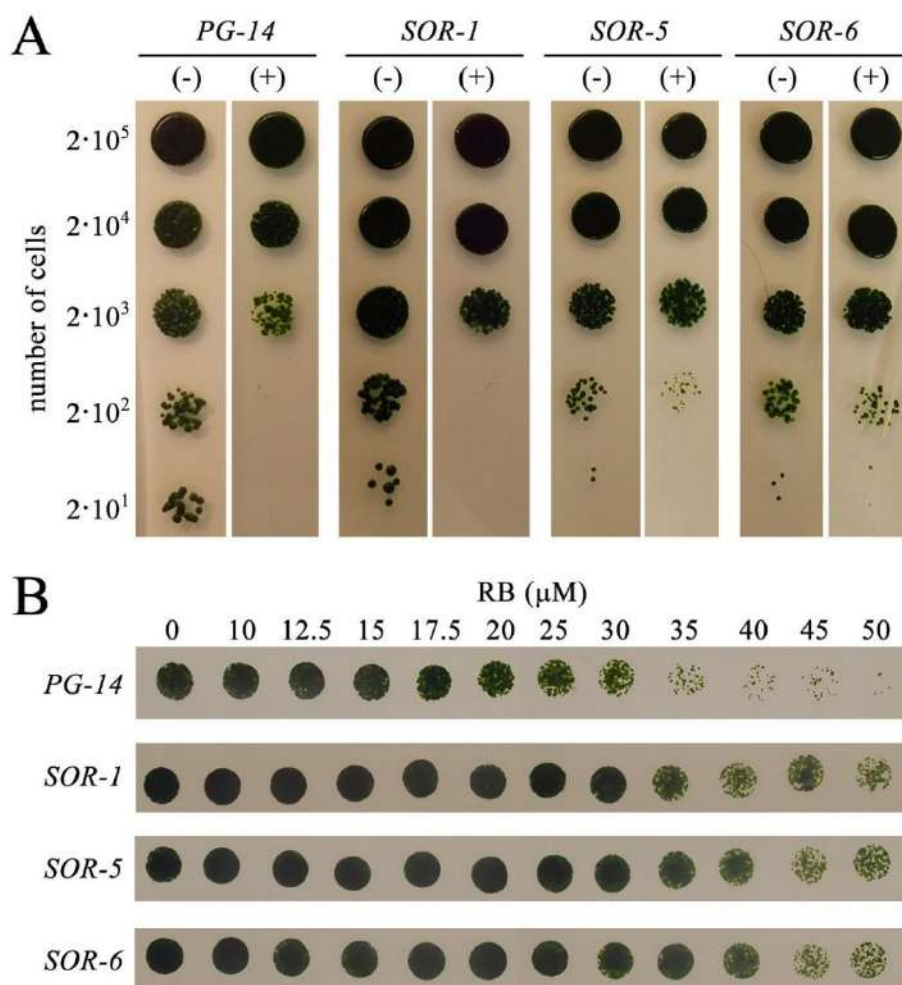 A
PG-14 SOR-1 SOR-5 SOR-6
(-) (+) (-) (+) (-) (+) (-) (+)
number of cells
2·10⁵
2·10⁴
2·10³
2·10²
2·10¹
B
RB (μM)
0 10 12.5 15 17.5 20 25 30 35 40 45 50
PG-14
SOR-1
SOR-5
SOR-6